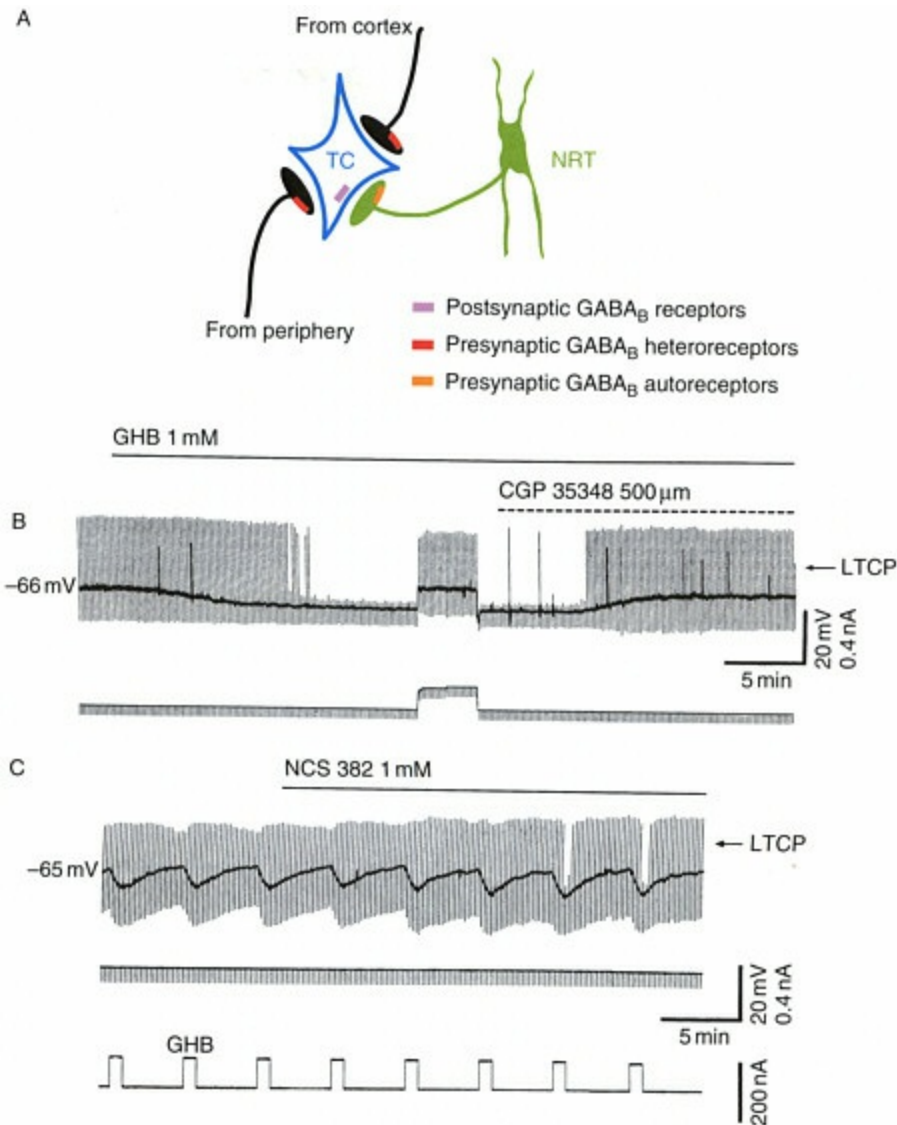 A
From cortex
TC
NRT
From periphery
Postsynaptic GABAB receptors
Presynaptic GABAB heteroreceptors
Presynaptic GABAB autoreceptors
GHB 1 mM
CGP 35348 500 μm
B
–66 mV
LTCP
20 mV
0.4 nA
5 min
C
NCS 382 1 mM
–65 mV
LTCP
20 mV
0.4 nA
5 min
GHB
200 nA